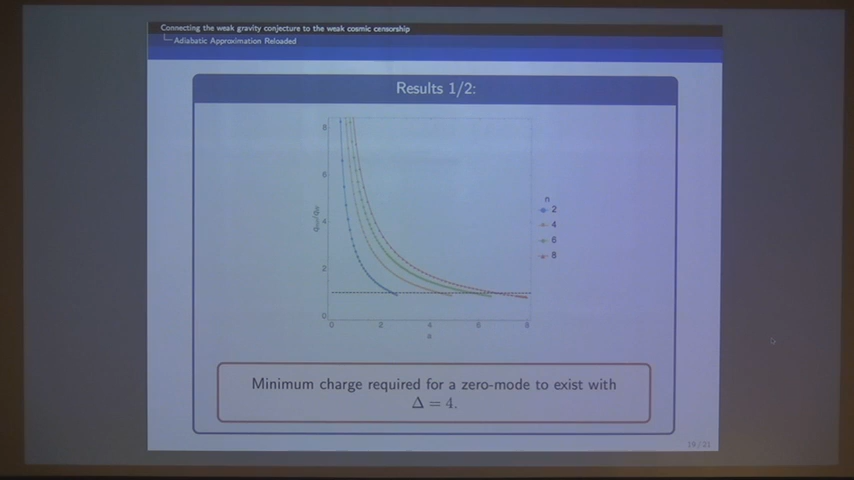 Connecting the weak gravity conjecture to the weak cosmic censorship
Adiabatic Approximation Reloaded
Results 1/2:
8
6
4
2
0
0 2 4 6 8
a
n
2
4
6
8
Minimum charge required for a zero-mode to exist with
Δ = 4.
19 / 21